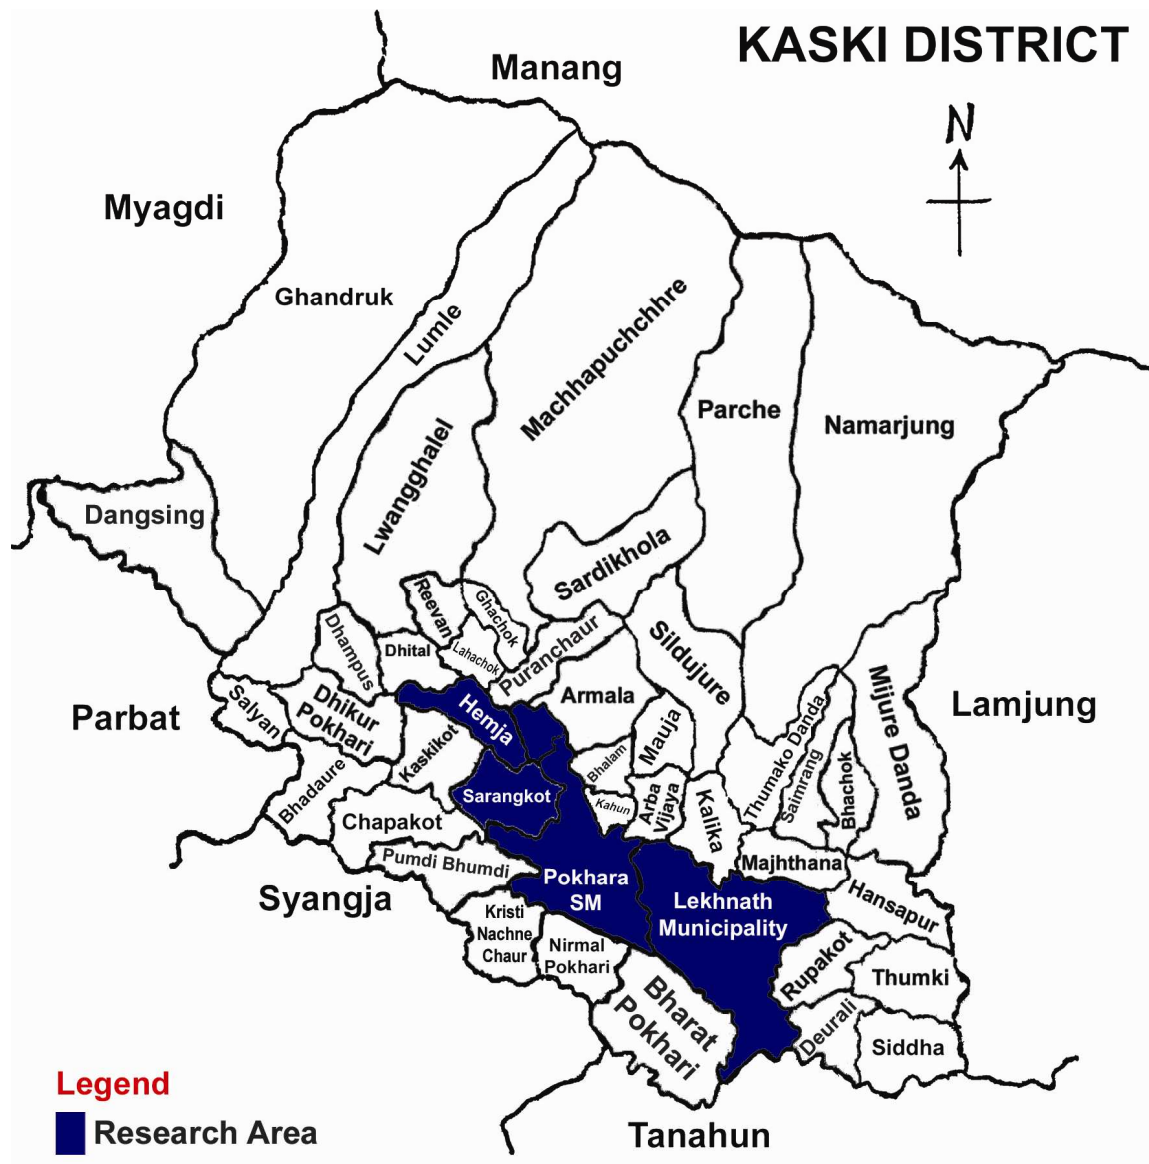 KASKI DISTRICT
Manang
N
Myagdi
Ghandruk
Lumle
Machhapuchchhre
Parche
Namarjung
Lwangghalel
Dangsing
Sardikhola
Reevan
Ghachok
Dhampus
Dhital
Lahachok
Puranchaur
Sildujure
Armala
Mijure Danda
Parbat
Salyan
Dhikur
Pokhari
Hemja
Lamjung
Kaskikot
Mauja
Bhalam
Thumako Danda
Saimrang
Bhachok
Bhadaure
Sarangkot
Kahun
Arba
Vijaya
Kalika
Chapakot
Pumdi Bhumdi
Majhthana
Syangja
Pokhara
SM
Lekhnath
Municipality
Hansapur
Kristi
Nachne
Chaur
Nirmal
Pokhari
Rupakot
Thumki
Bharat
Pokhari
Deurali
Siddha
Legend
Research Area
Tanahun